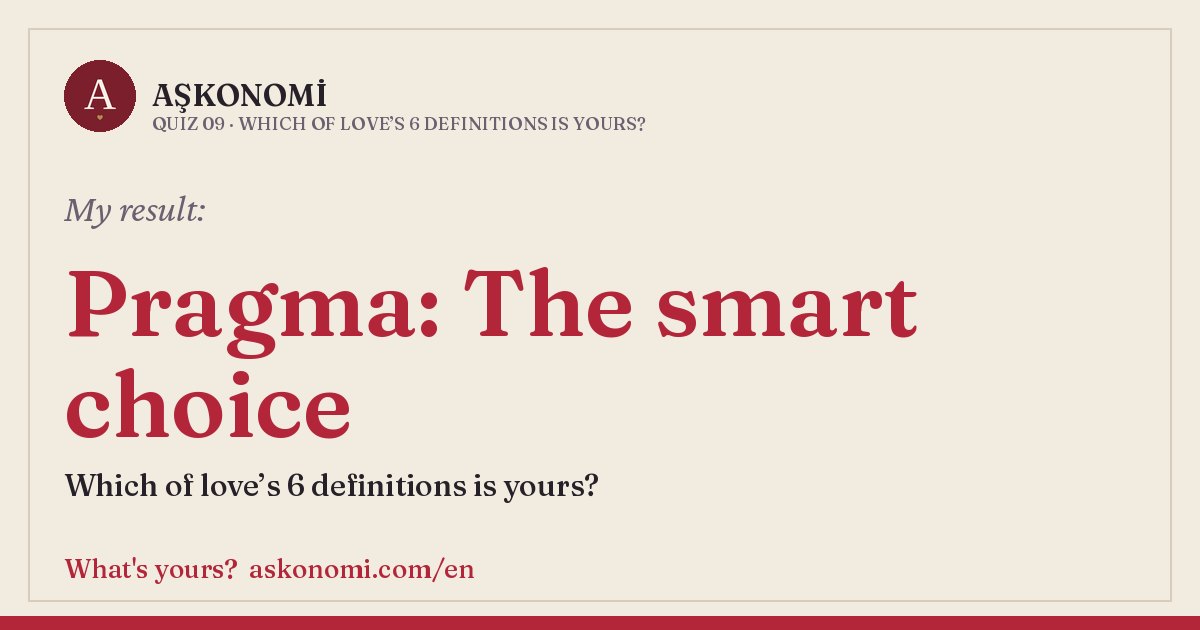 A
AŞKONOMİ
QUIZ 09 · WHICH OF LOVE’S 6 DEFINITIONS IS YOURS?
My result:
Pragma: The smart
choice
Which of love’s 6 definitions is yours?
What's yours? askonomi.com/en